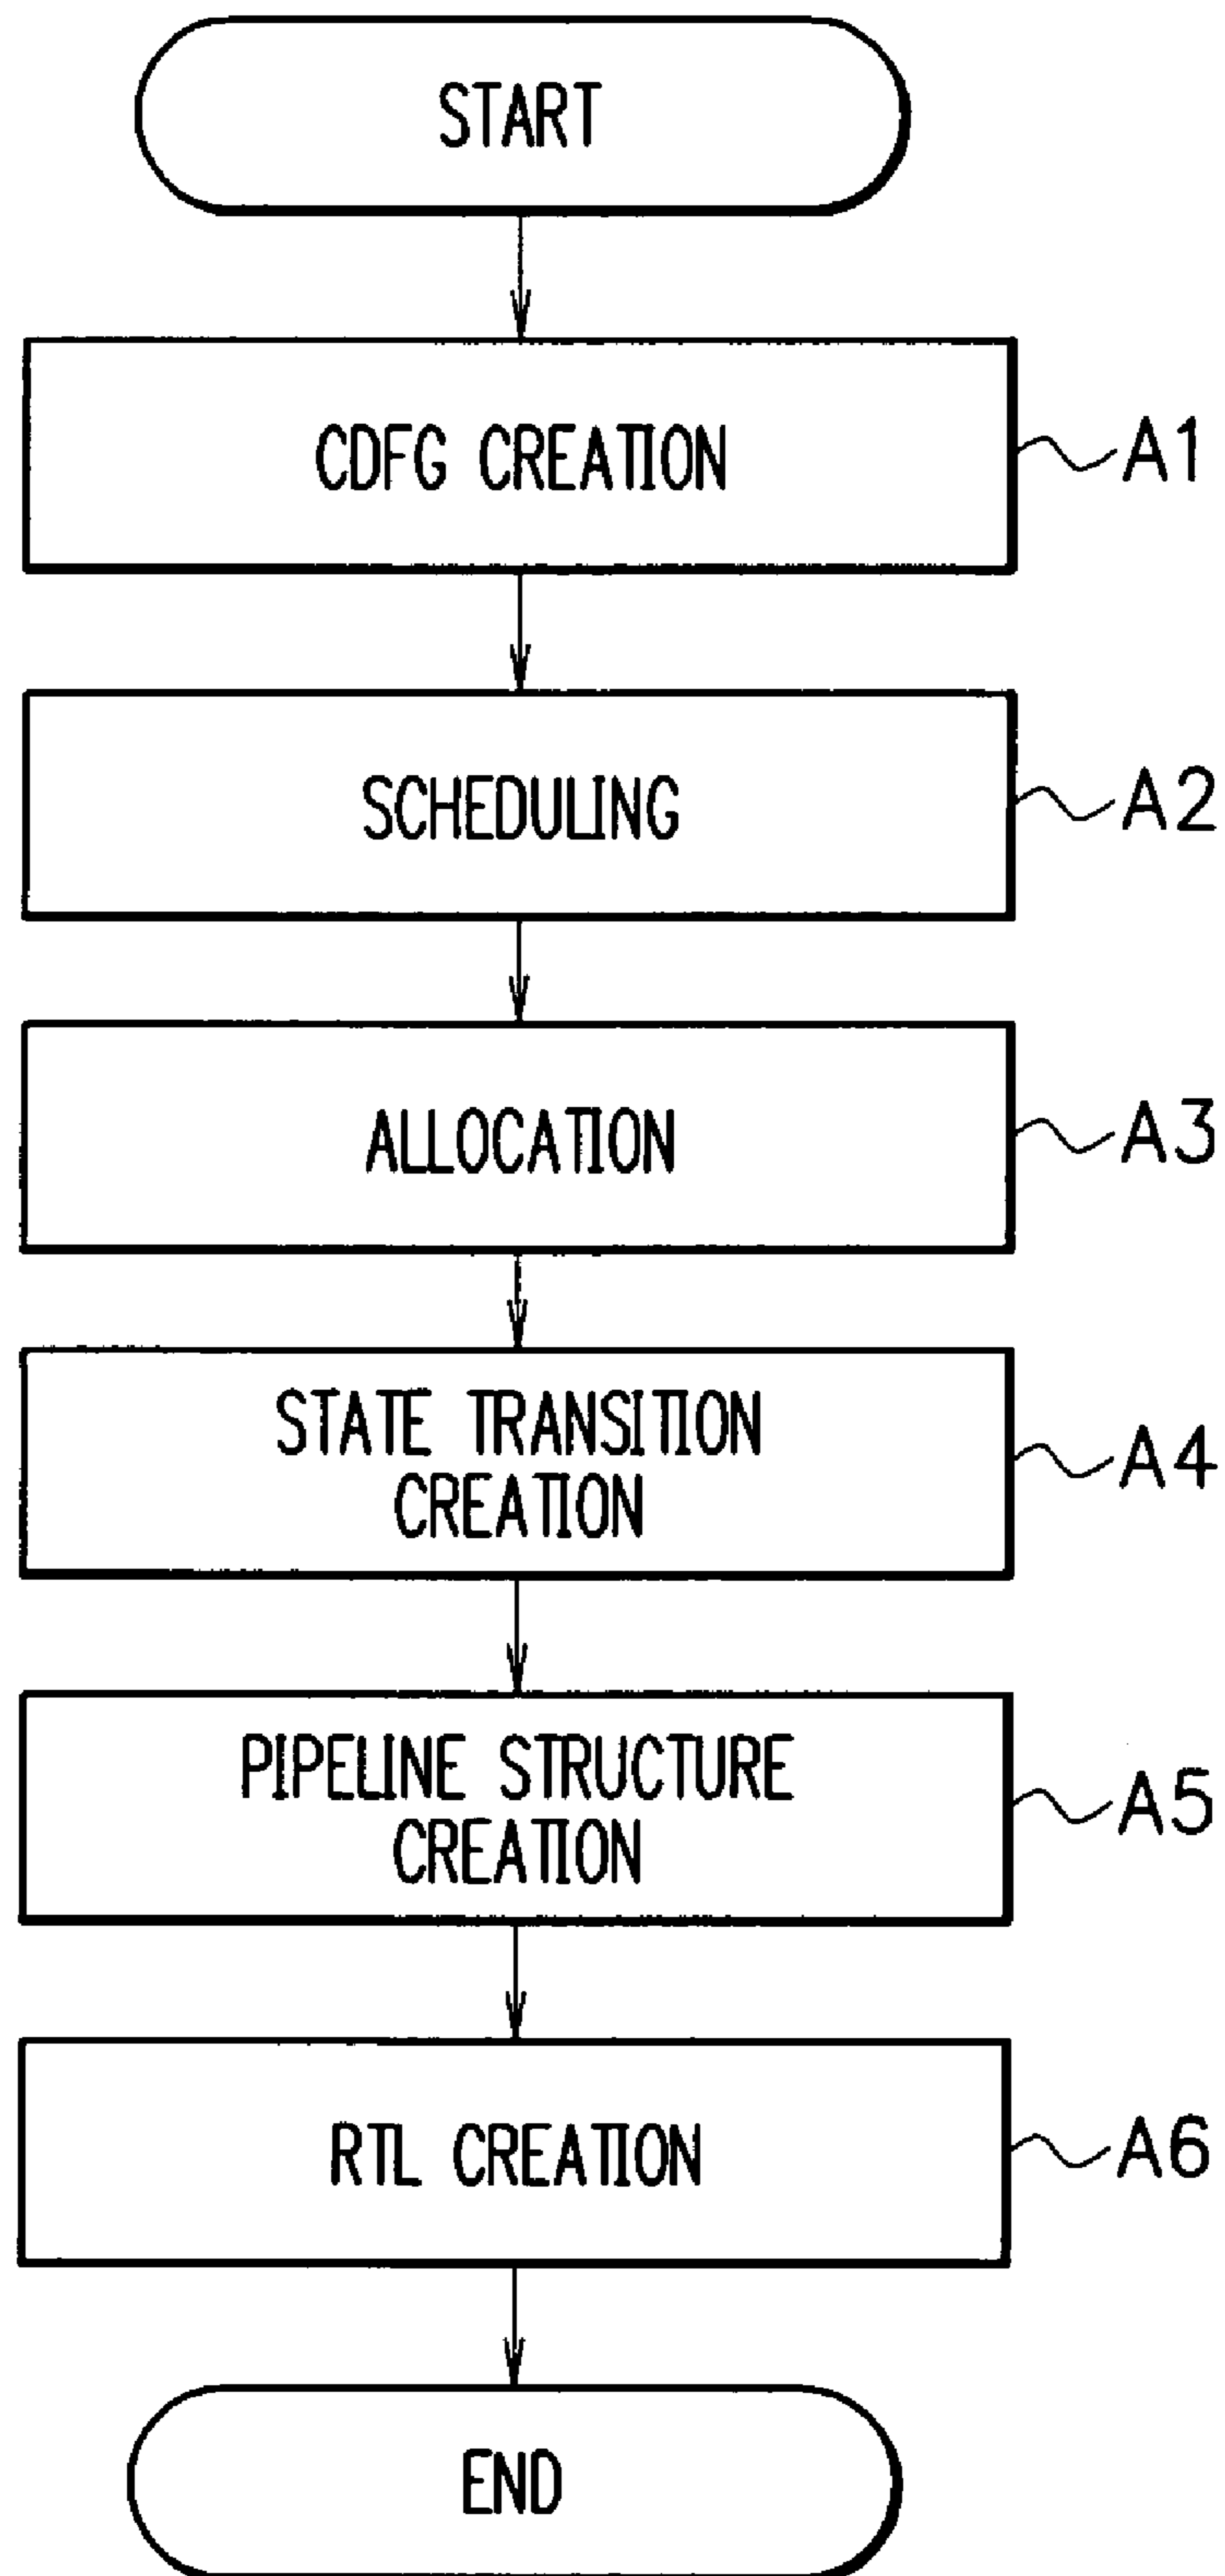 START
CDFG CREATION
A1
SCHEDULING
A2
ALLOCATION
A3
STATE TRANSITION
CREATION
A4
PIPELINE STRUCTURE
CREATION
A5
RTL CREATION
A6
END